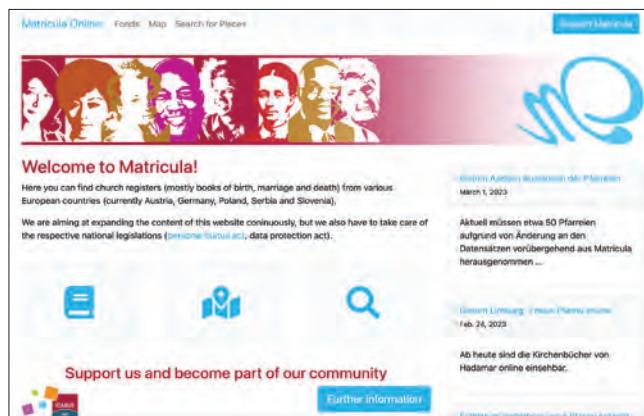 Matricula Online Fonds Map Search for Places
Support Matricula
Welcome to Matricula!
Here you can find church registers (mostly books of birth, marriage and death) from various
European countries (currently Austria, Germany, Poland, Serbia and Slovenia).
We are aiming at expanding the content of this website coninuously, but we also have to take care of
the respective national legislations (personal status act, data protection act).
Support us and become part of our community
ICARUS
Further information
March 1, 2023
Aktuell müssen etwa 50 Pfarreien
aufgrund von Änderung an den
Datensätzen vorübergehend aus Matricula
herausgenommen ...
Bistum Limburg
Feb. 24, 2023
Ab heute sind die Kirchenbücher von
Hadamar online einsehbar.